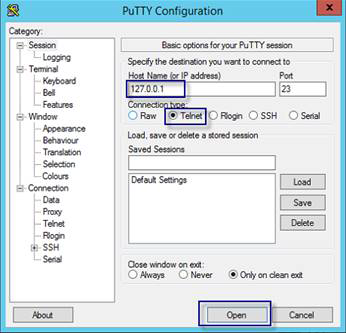 PuTTY Configuration
Category:
Session
Logging
Terminal
Keyboard
Bell
Features
Window
Appearance
Behaviour
Translation
Selection
Colours
Connection
Data
Proxy
Telnet
Rlogin
SSH
Serial
Basic options for your PuTTY session
Specify the destination you want to connect to
Host Name (or IP address) Port
127.0.0.1 23
Connection type:
Raw Telnet Rlogin SSH Serial
Load, save or delete a stored session
Saved Sessions
Default Settings
Load
Save
Delete
Close window on exit:
Always Never Only on clean exit
About Open Cancel